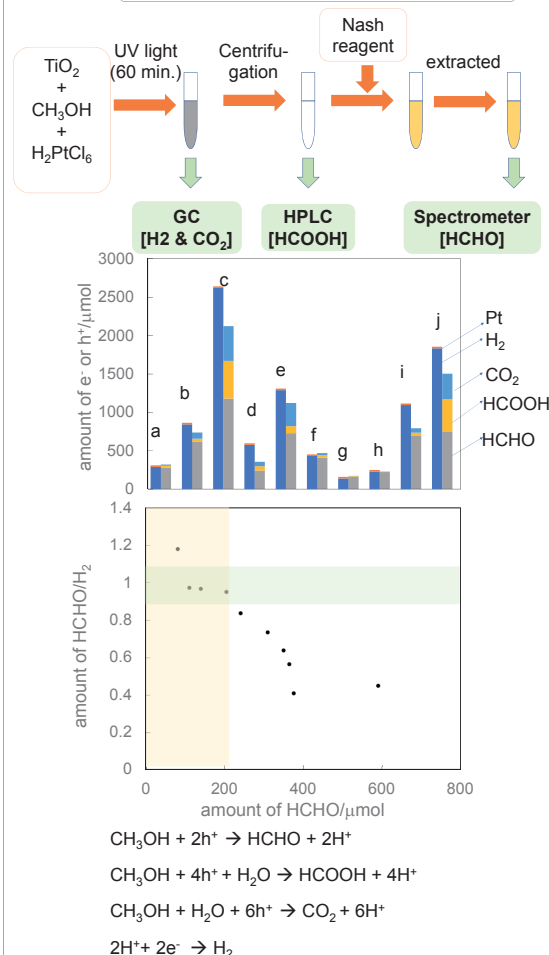 Nash
reagent
UV light
(60 min.)
Centrifu-
gation
extracted
TiO₂
+
CH₃OH
+
H₂PtCl₆
GC
[H2 & CO₂]
HPLC
[HCOOH]
Spectrometer
[HCHO]
amount of e⁻ or h⁺/μmol
3000
2500
2000
1500
1000
500
0
a
b
c
d
e
f
g
h
i
j
Pt
H₂
CO₂
HCOOH
HCHO
amount of HCHO/H₂
1.4
1.2
1
0.8
0.6
0.4
0.2
0
0
200
400
600
800
amount of HCHO/μmol
CH₃OH + 2h⁺ → HCHO + 2H⁺
CH₃OH + 4h⁺ + H₂O → HCOOH + 4H⁺
CH₃OH + H₂O + 6h⁺ → CO₂ + 6H⁺
2H⁺+ 2e⁻ → H₂